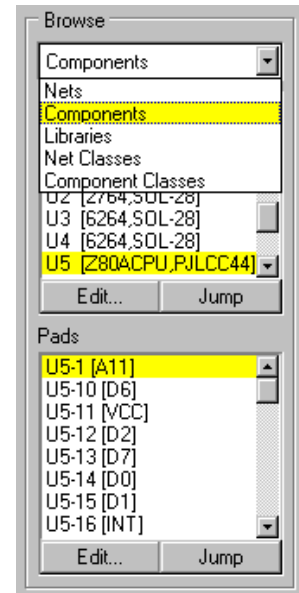 Browse
Components
Nets
Components
Libraries
Net Classes
Component Classes
U2 [2764,SOL-28]
U3 [6264,SOL-28]
U4 [6264,SOL-28]
U5 [Z80ACPU,PJLCC44]
Edit... Jump
Pads
U5-1 [A11]
U5-10 [D6]
U5-11 [VCC]
U5-12 [D2]
U5-13 [D7]
U5-14 [D0]
U5-15 [D1]
U5-16 [INT]
Edit... Jump